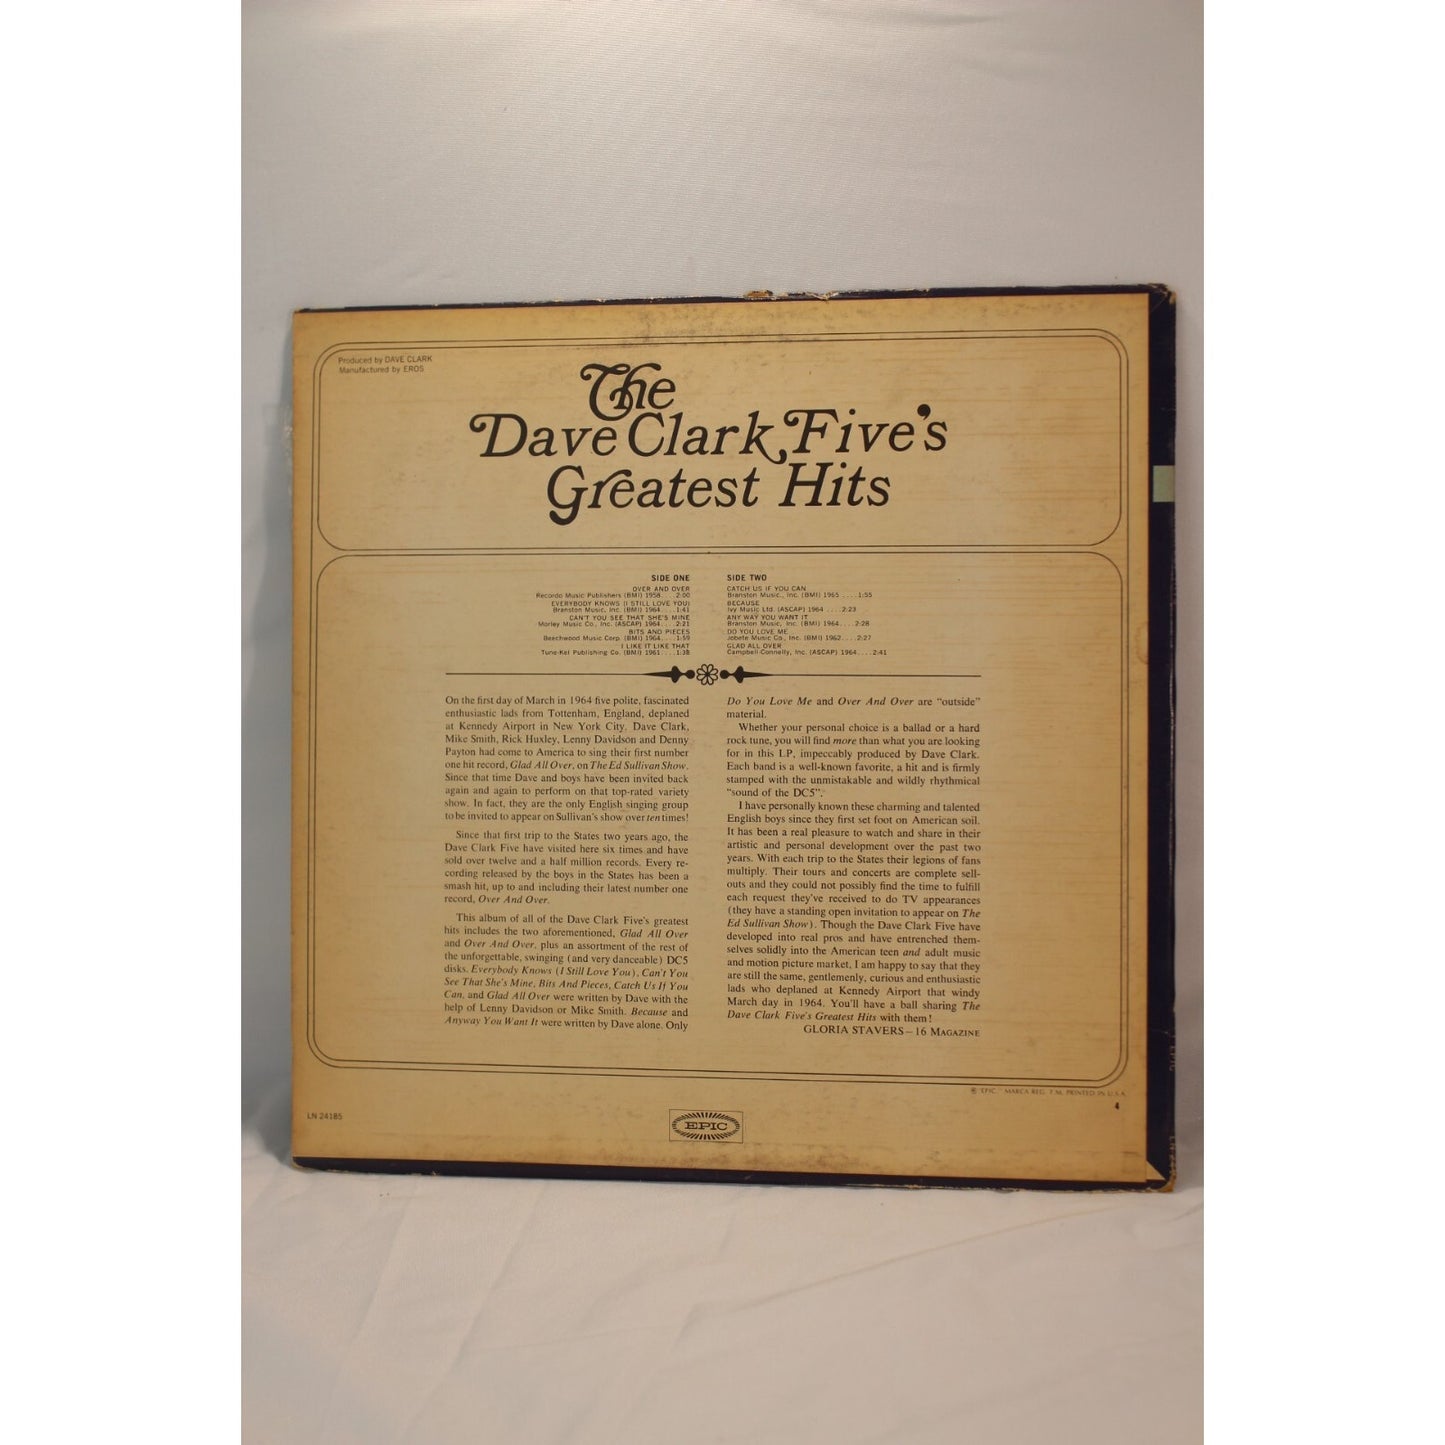 Produced by DAVE CLARK
Manufactured by EROS
The
Dave Clark Five's
Greatest Hits
SIDE ONE
OVER AND OVER
Recordo Music Publishers (BMI) 1958....2:00
EVERYBODY KNOWS (I STILL LOVE YOU)
Branston Music, Inc. (BMI) 1964....1:41
CAN'T YOU SEE THAT SHE'S MINE
Morley Music Co., Inc. (ASCAP) 1964....2:21
BITS AND PIECES
Beechwood Music Corp. (BMI) 1964....1:59
I LIKE IT LIKE THAT
Tune-Kel Publishing Co. (BMI) 1961....1:38
SIDE TWO
CATCH US IF YOU CAN
Branston Music., Inc. (BMI) 1965 ....1:55
BECAUSE
Ivy Music Ltd. (ASCAP) 1964 ....2:23
ANY WAY YOU WANT IT
Branston Music, Inc. (BMI) 1964....2:28
DO YOU LOVE ME
Jobete Music Co., Inc. (BMI) 1962....2:27
GLAD ALL OVER
Campbell-Connelly, Inc. (ASCAP) 1964....2:41
On the first day of March in 1964 five polite, fascinated
enthusiastic lads from Tottenham, England, deplaned
at Kennedy Airport in New York City. Dave Clark,
Mike Smith, Rick Huxley, Lenny Davidson and Denny
Payton had come to America to sing their first number
one hit record, Glad All Over, on The Ed Sullivan Show.
Since that time Dave and boys have been invited back
again and again to perform on that top-rated variety
show. In fact, they are the only English singing group
to be invited to appear on Sullivan's show over ten times!
Since that first trip to the States two years ago, the
Dave Clark Five have visited here six times and have
sold over twelve and a half million records. Every re-
cording released by the boys in the States has been a
smash hit, up to and including their latest number one
record, Over And Over.
This album of all of the Dave Clark Five's greatest
hits includes the two aforementioned, Glad All Over
and Over And Over, plus an assortment of the rest of
the unforgettable, swinging (and very danceable) DC5
disks. Everybody Knows (I Still Love You), Can't You
See That She's Mine, Bits And Pieces, Catch Us If You
Can, and Glad All Over were written by Dave with the
help of Lenny Davidson or Mike Smith. Because and
Anyway You Want It were written by Dave alone. Only
Do You Love Me and Over And Over are "outside"
material.
Whether your personal choice is a ballad or a hard
rock tune, you will find more than what you are looking
for in this LP, impeccably produced by Dave Clark.
Each band is a well-known favorite, a hit and is firmly
stamped with the unmistakable and wildly rhythmical
"sound of the DC5".
I have personally known these charming and talented
English boys since they first set foot on American soil.
It has been a real pleasure to watch and share in their
artistic and personal development over the past two
years. With each trip to the States their legions of fans
multiply. Their tours and concerts are complete sell-
outs and they could not possibly find the time to fulfill
each request they've received to do TV appearances
(they have a standing open invitation to appear on The
Ed Sullivan Show). Though the Dave Clark Five have
developed into real pros and have entrenched them-
selves solidly into the American teen and adult music
and motion picture market, I am happy to say that they
are still the same, gentlemenly, curious and enthusiastic
lads who deplaned at Kennedy Airport that windy
March day in 1964. You'll have a ball sharing The
Dave Clark Five's Greatest Hits with them!
GLORIA STAVERS—16 MAGAZINE
® "EPIC." MARCA REG. T.M. PRINTED IN U.S.A.
4
LN 24185
EPIC
EPIC